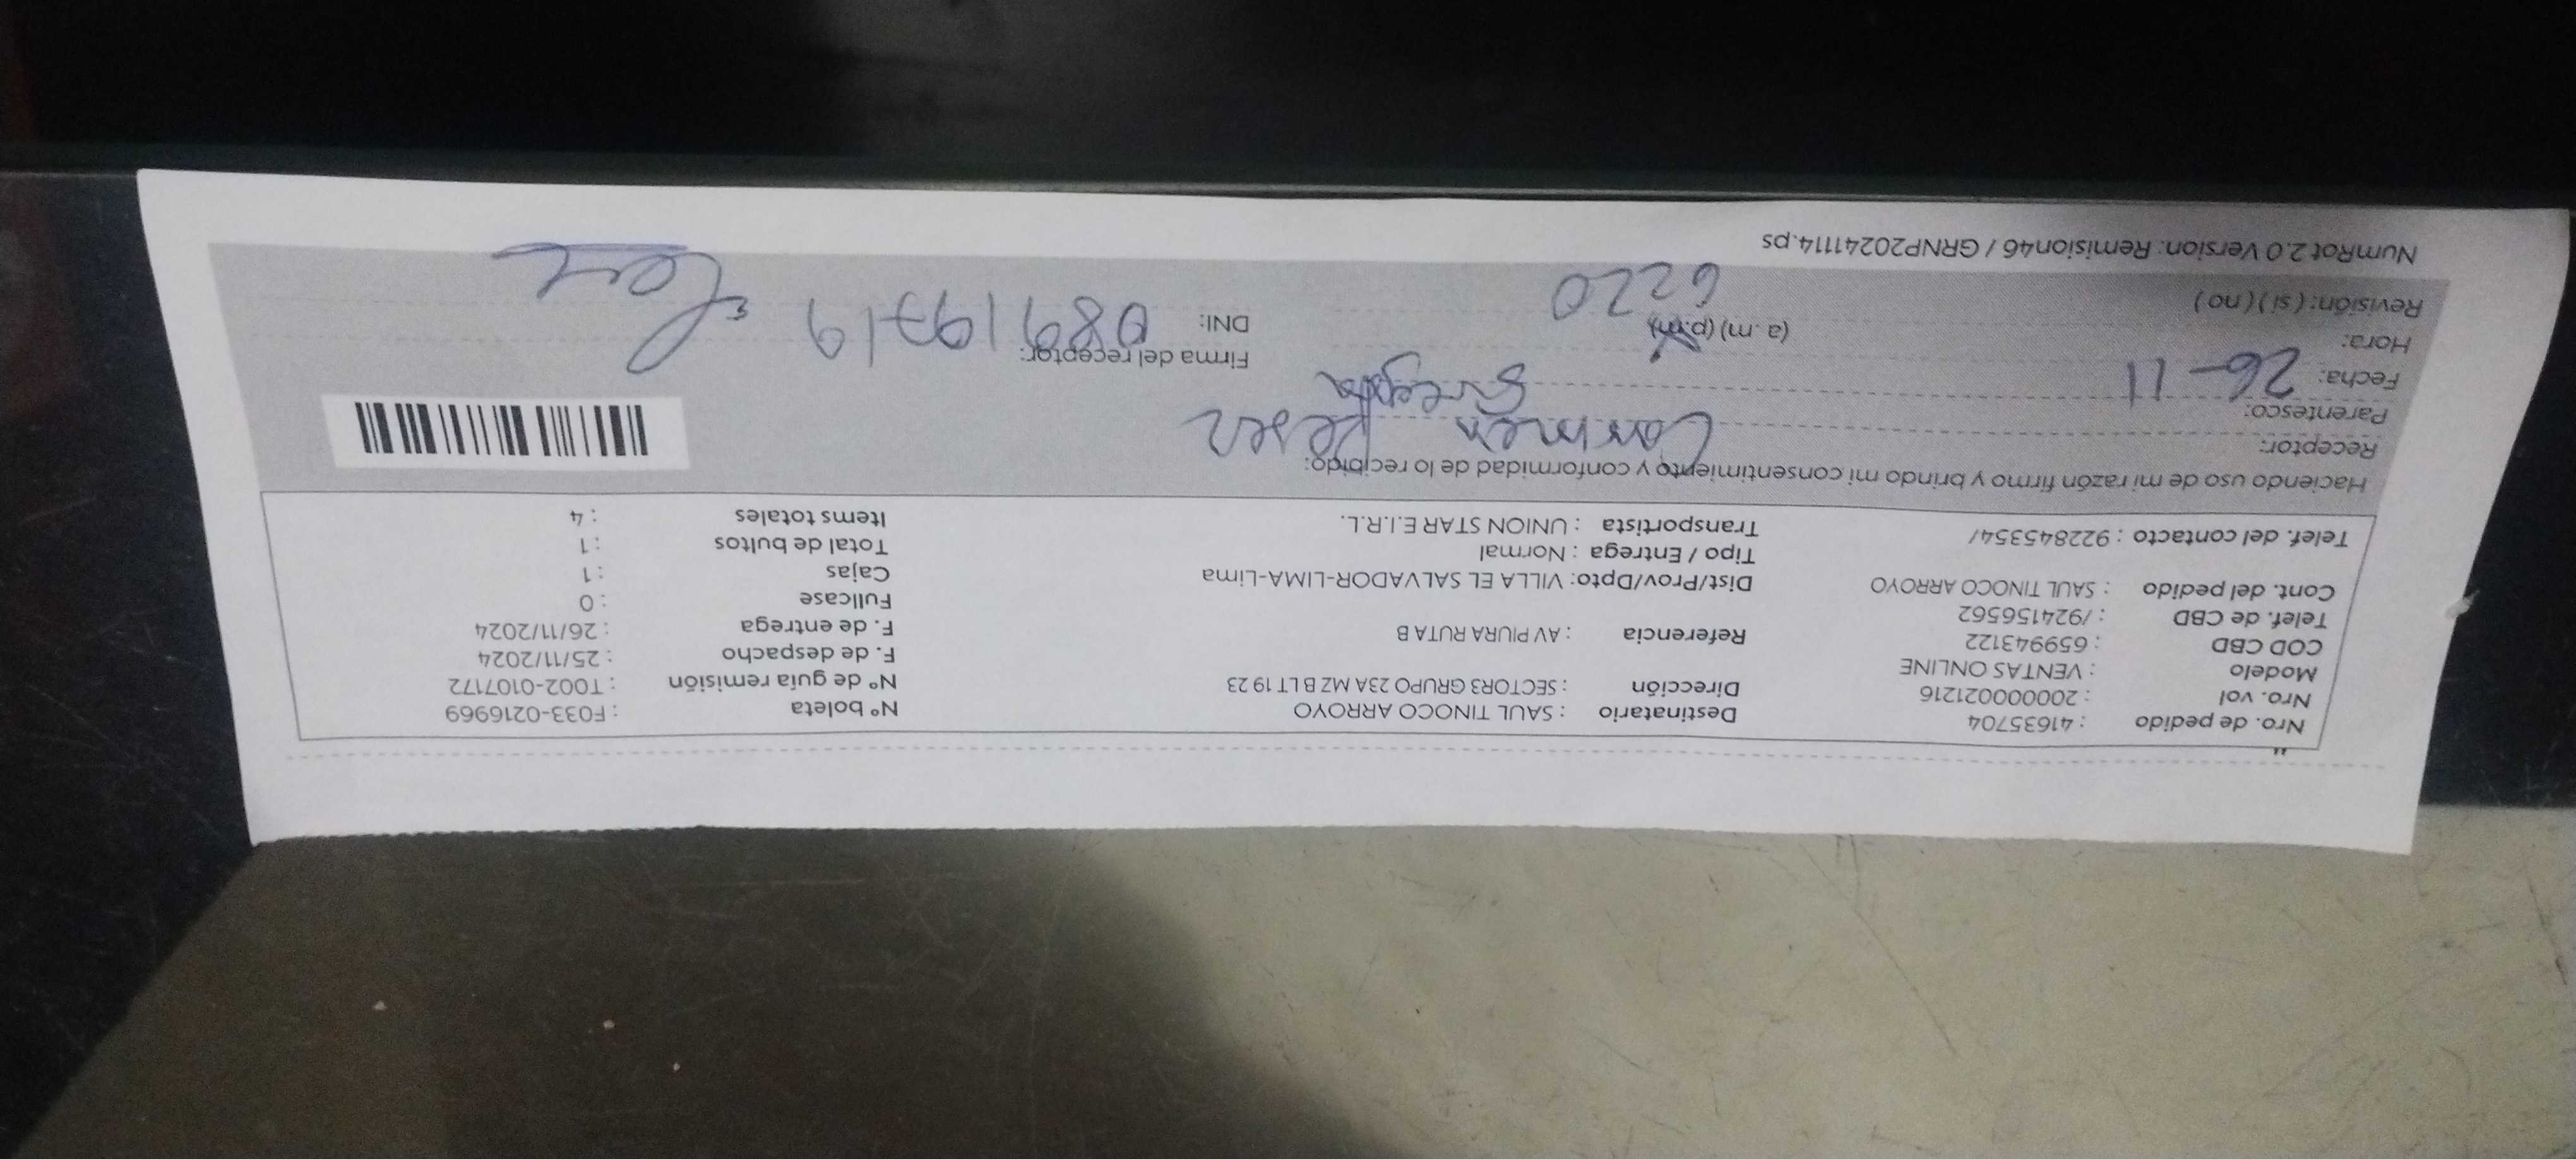 Nro. de pedido : 41635704
Nro. vol : 2000002121216
Modelo : VENTAS ONLINE
COD CBD : 659943122
Telef. de CBD : /924156562
Cont. del pedido : SAUL TINOCO ARROYO
Telef. del contacto : 922845354/
Destinatario : SAUL TINOCO ARROYO
Dirección : SECTOR3 GRUPO 23A MZ B LT 19 23
Referencia : AV PIURA RUTA B
Dist/Prov/Dpto: VILLA EL SALVADOR-LIMA-Lima
Tipo / Entrega : Normal
Transportista : UNION STAR E.I.R.L.
N° boleta : F033-0216969
N° de guía remisión : T002-0107172
F. de despacho : 25/11/2024
F. de entrega : 26/11/2024
Fullcase : 0
Cajas : 1
Total de bultos : 1
Items totales : 4
Haciendo uso de mi razón firmo y brindo mi consentimiento y conformidad de lo recibido:
Receptor: Carmen
Parentesco:
Fecha: 26-11
Hora: (a.m) (p.m)
6220
Revisión: (si) (no)
Firma del receptor:
DNI: 08919719
NumRot 2.0 Version: Remision46 / GRNP20241114.ps